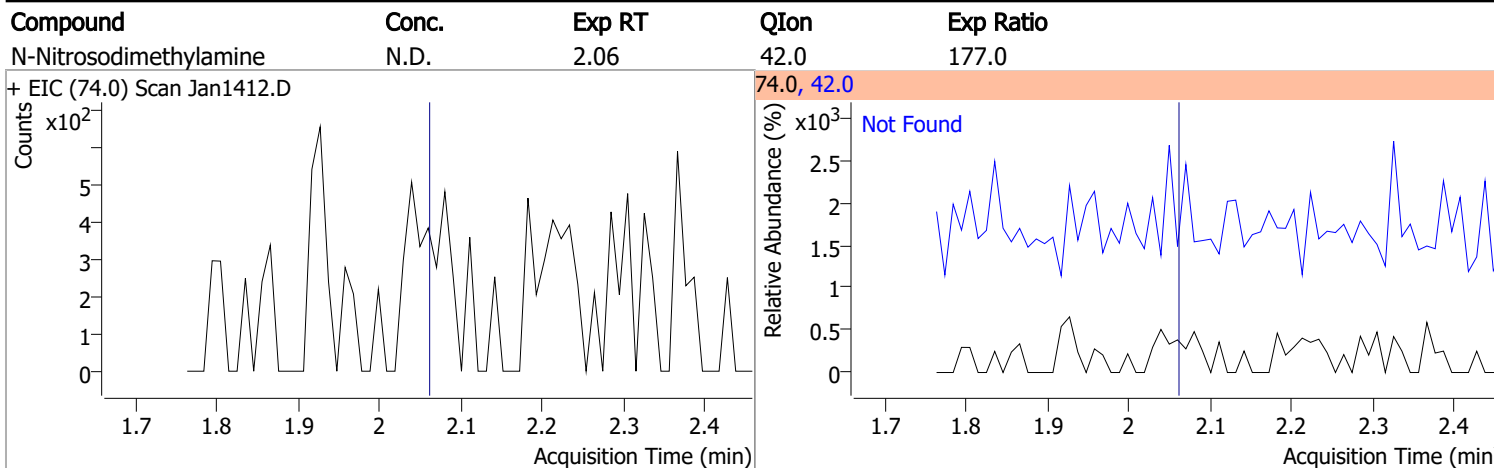 Compound Conc. Exp RT QIon Exp Ratio
N-Nitrosodimethylamine N.D. 2.06 42.0 177.0
+ EIC (74.0) Scan Jan1412.D
Counts
x10²
5
4
3
2
1
0
1.7 1.8 1.9 2 2.1 2.2 2.3 2.4
Acquisition Time (min)
74.0, 42.0
Relative Abundance (%)
x10³
Not Found
2.5
2
1.5
1
0.5
0
1.7 1.8 1.9 2 2.1 2.2 2.3 2.4
Acquisition Time (min